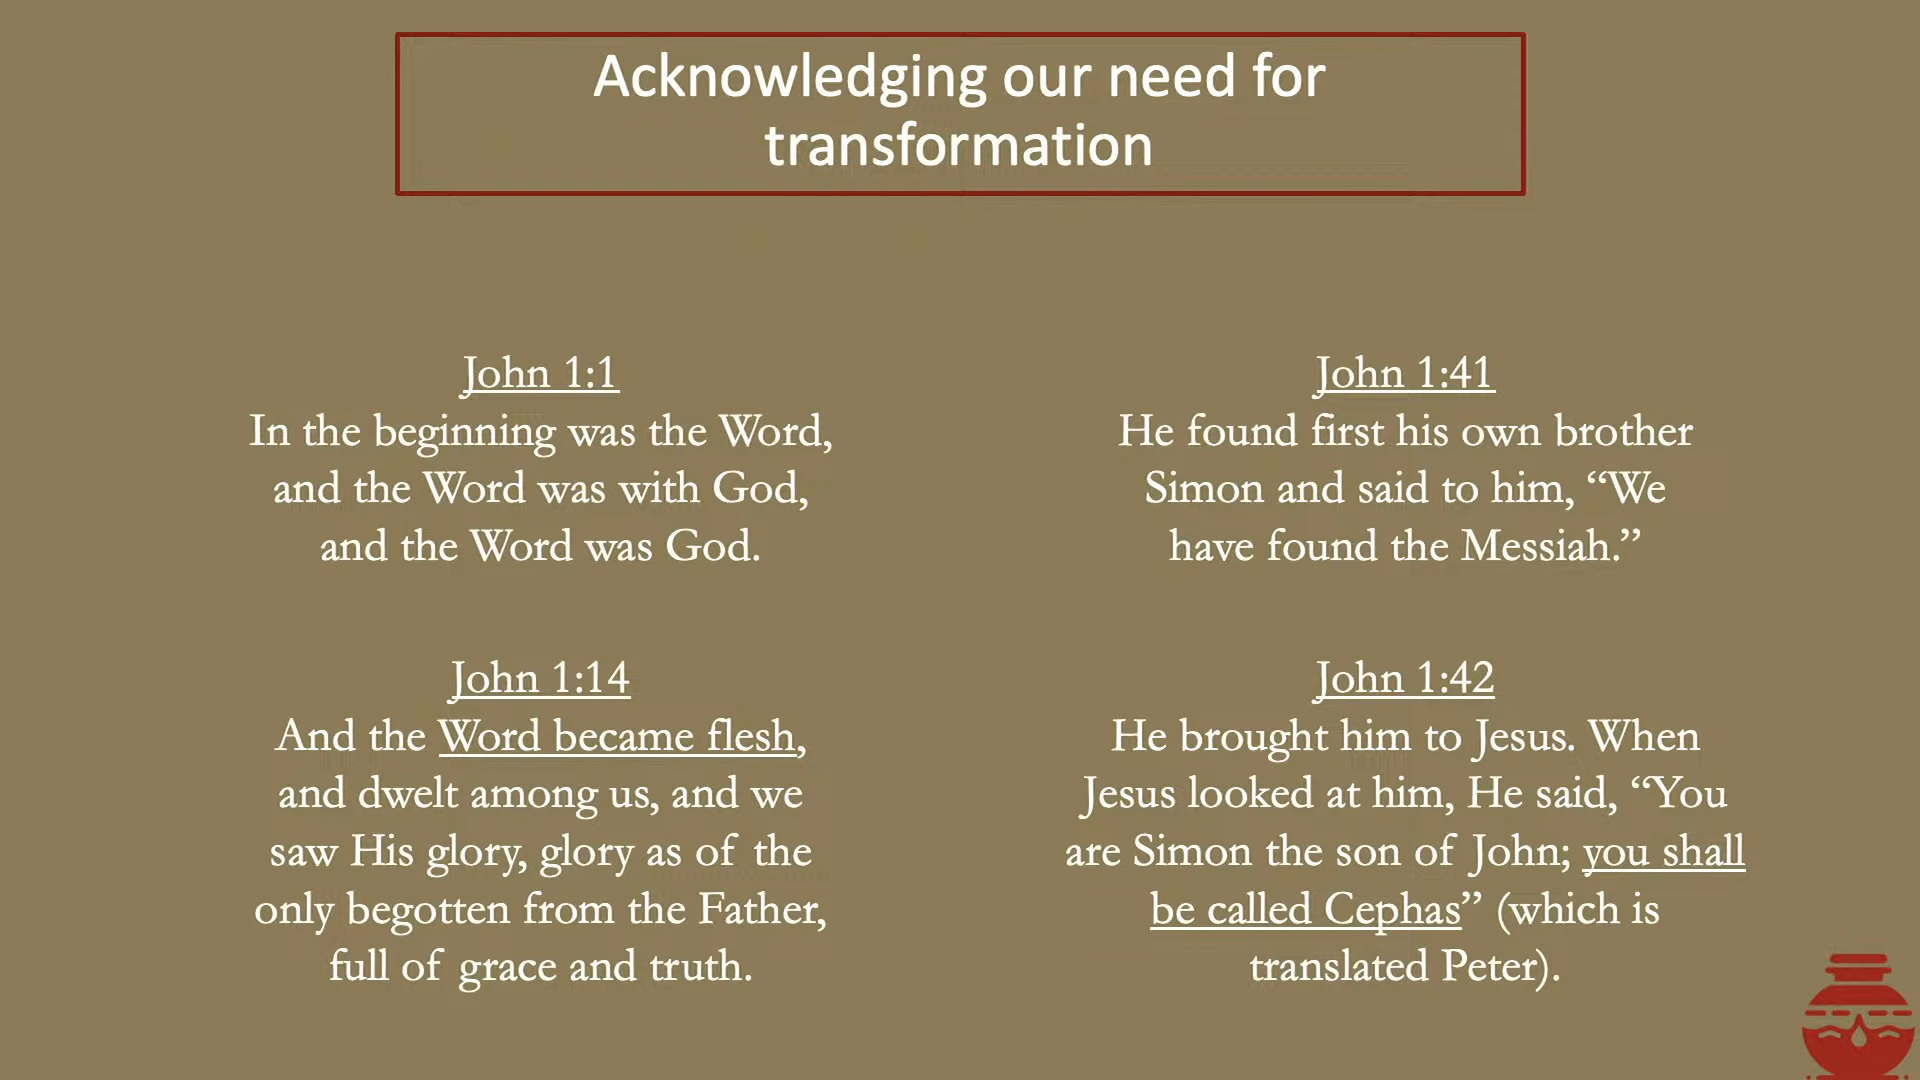 Acknowledging our need for
transformation
John 1:1
In the beginning was the Word,
and the Word was with God,
and the Word was God.
John 1:14
And the Word became flesh,
and dwelt among us, and we
saw His glory, glory as of the
only begotten from the Father,
full of grace and truth.
John 1:41
He found first his own brother
Simon and said to him, “We
have found the Messiah.”
John 1:42
He brought him to Jesus. When
Jesus looked at him, He said, “You
are Simon the son of John; you shall
be called Cephas” (which is
translated Peter).